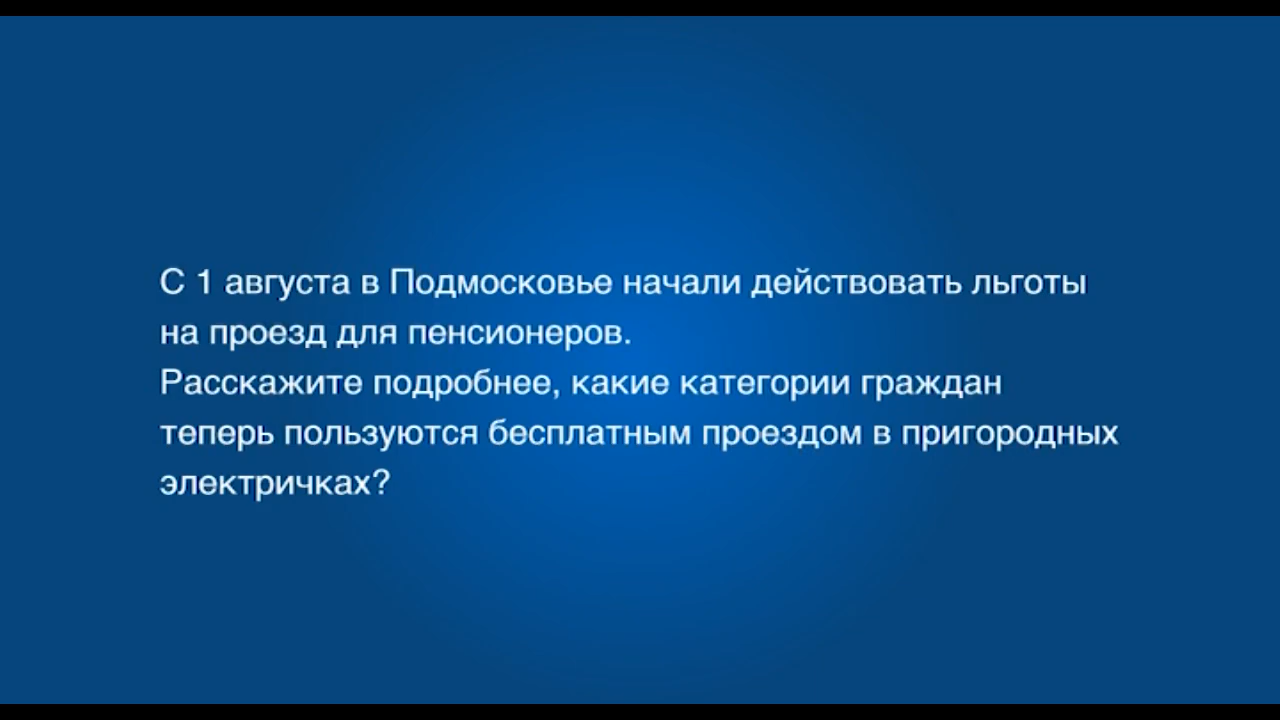 С 1 августа в Подмосковье начали действовать льготы
на проезд для пенсионеров.
Расскажите подробнее, какие категории граждан
теперь пользуются бесплатным проездом в пригородных
электричках?